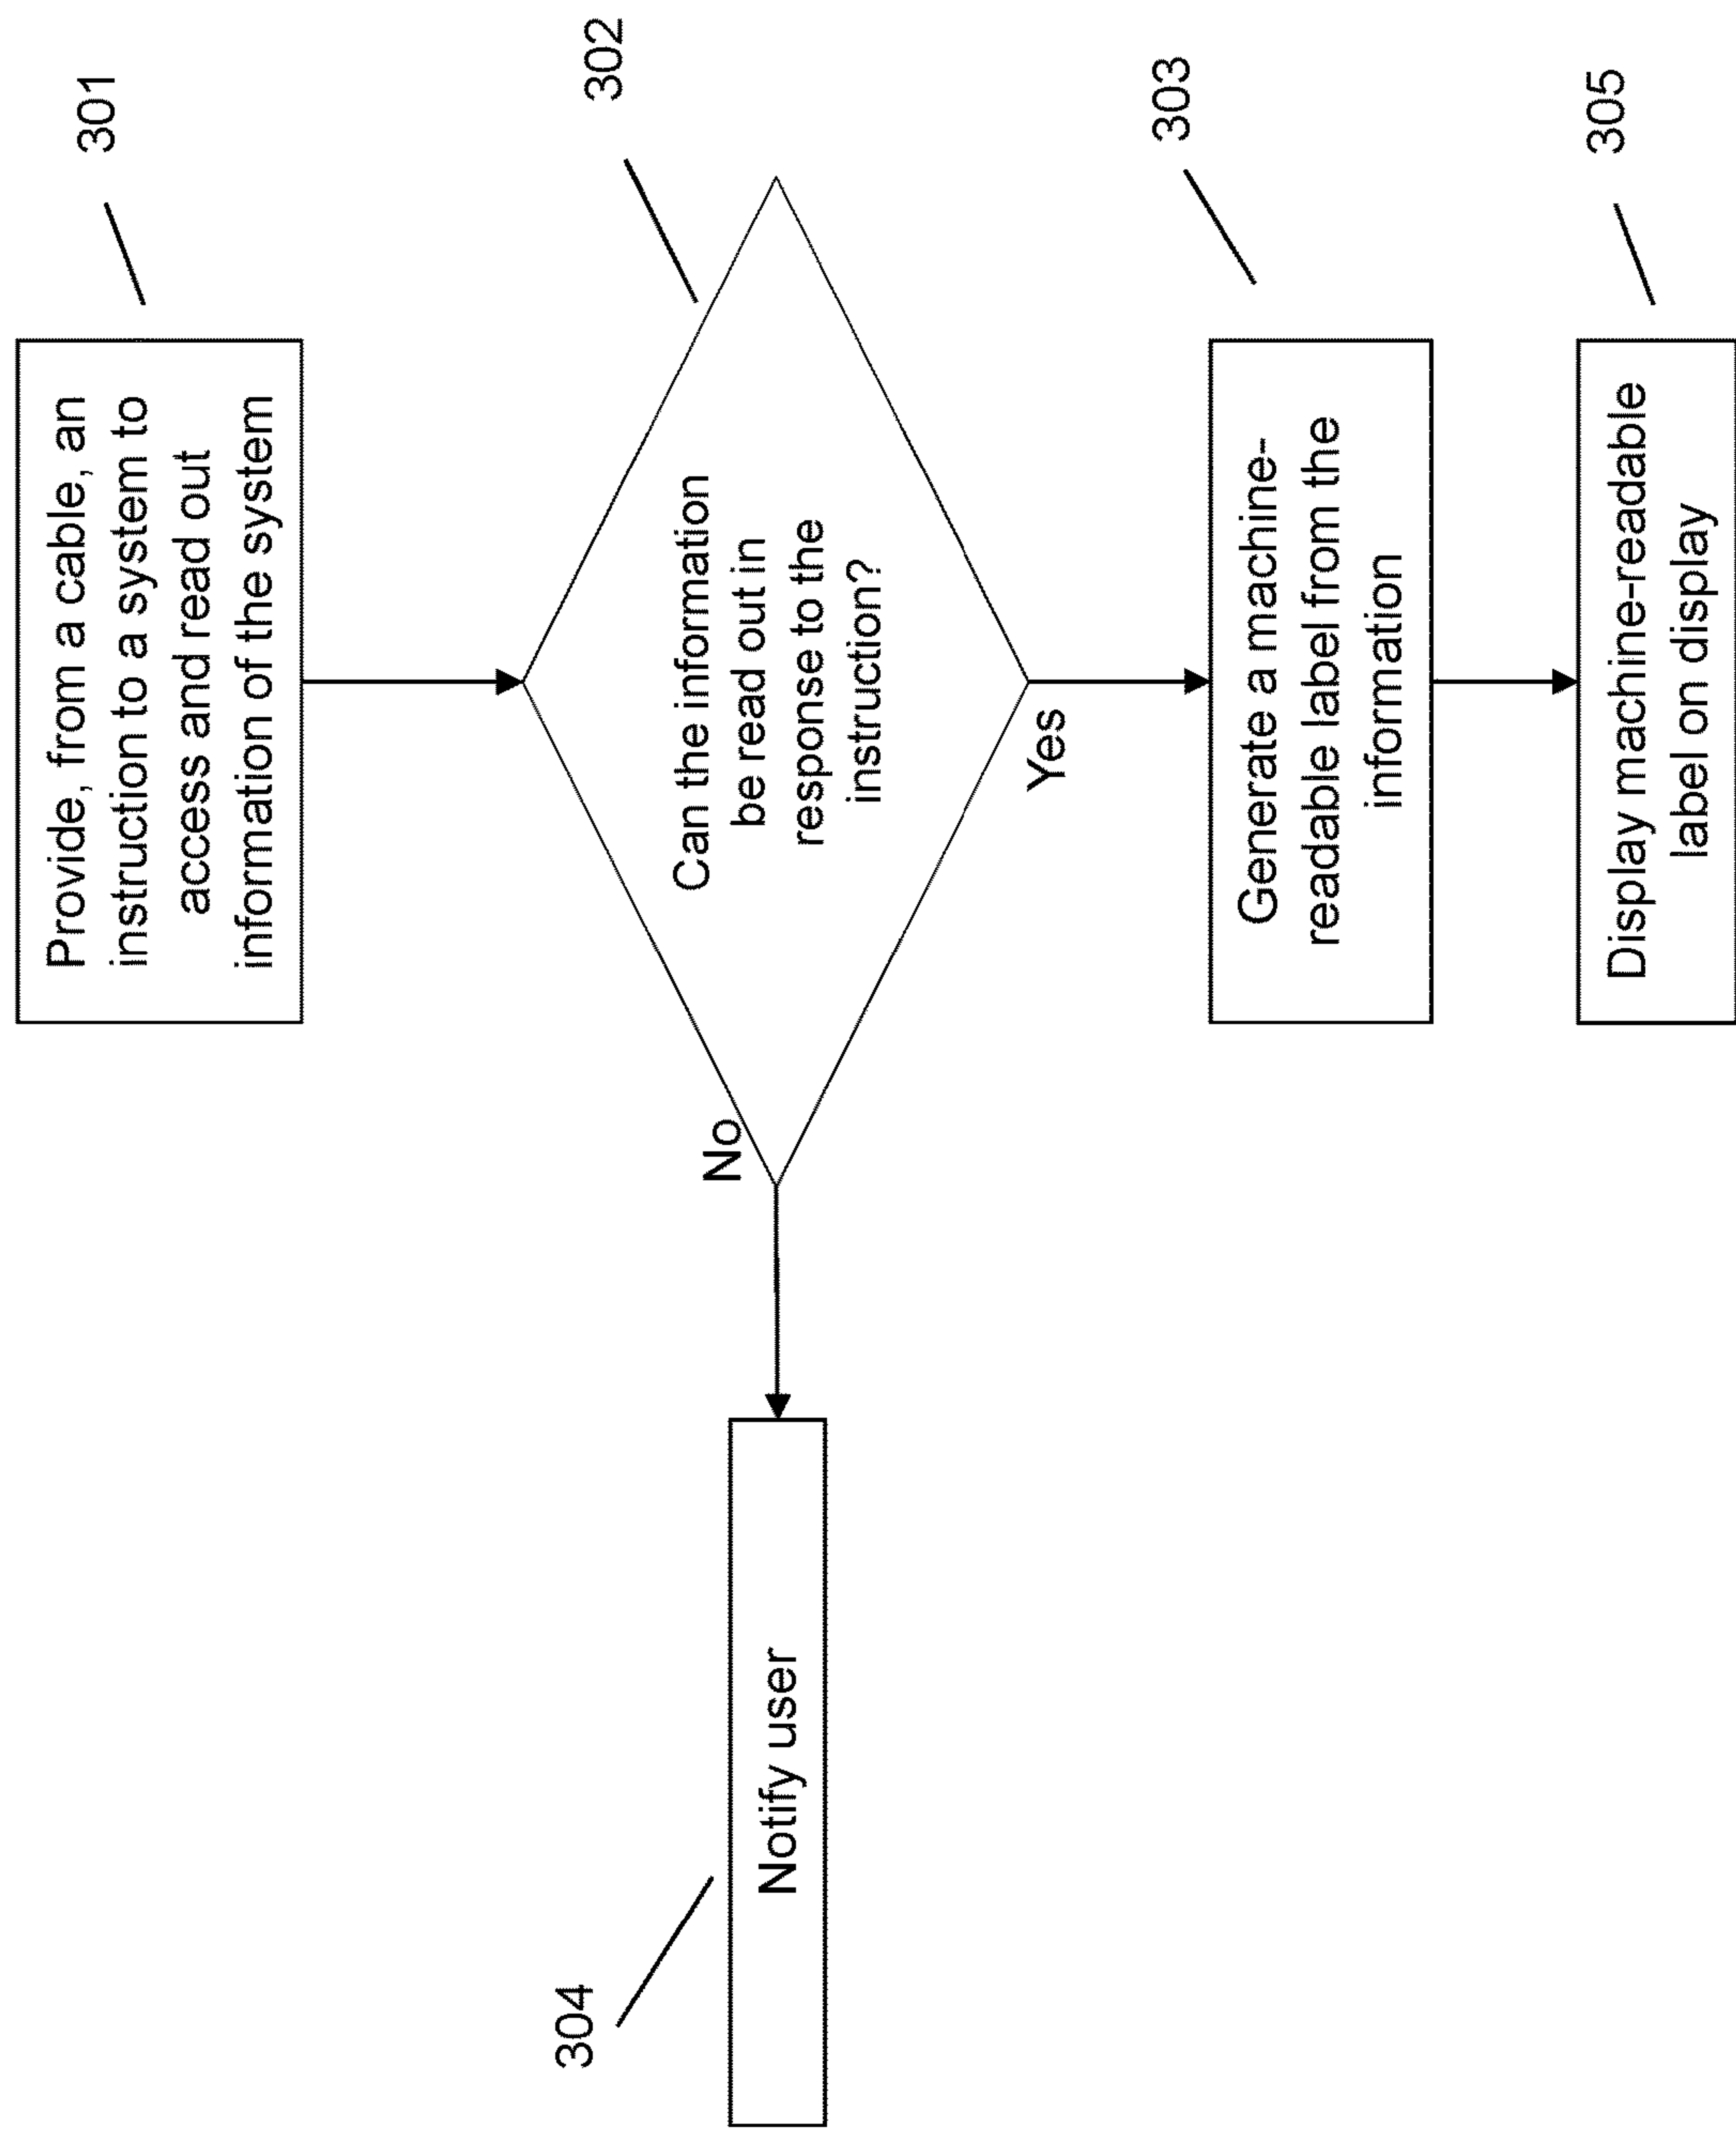 301
Provide, from a cable, an
instruction to a system to
access and read out
information of the system
302
Can the information
be read out in
response to the
instruction?
No
Yes
304
Notify user
303
Generate a machine-
readable label from the
information
305
Display machine-readable
label on display